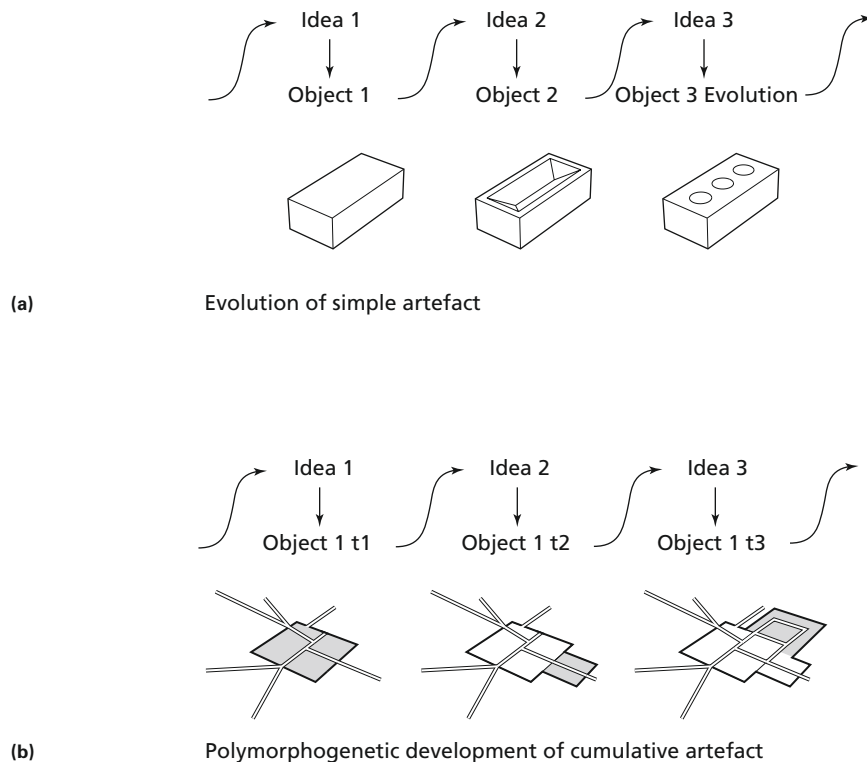 Idea 1 Idea 2 Idea 3
Object 1 Object 2 Object 3 Evolution
(a) Evolution of simple artefact
Idea 1 Idea 2 Idea 3
Object 1 t1 Object 1 t2 Object 1 t3
(b) Polymorphogenetic development of cumulative artefact